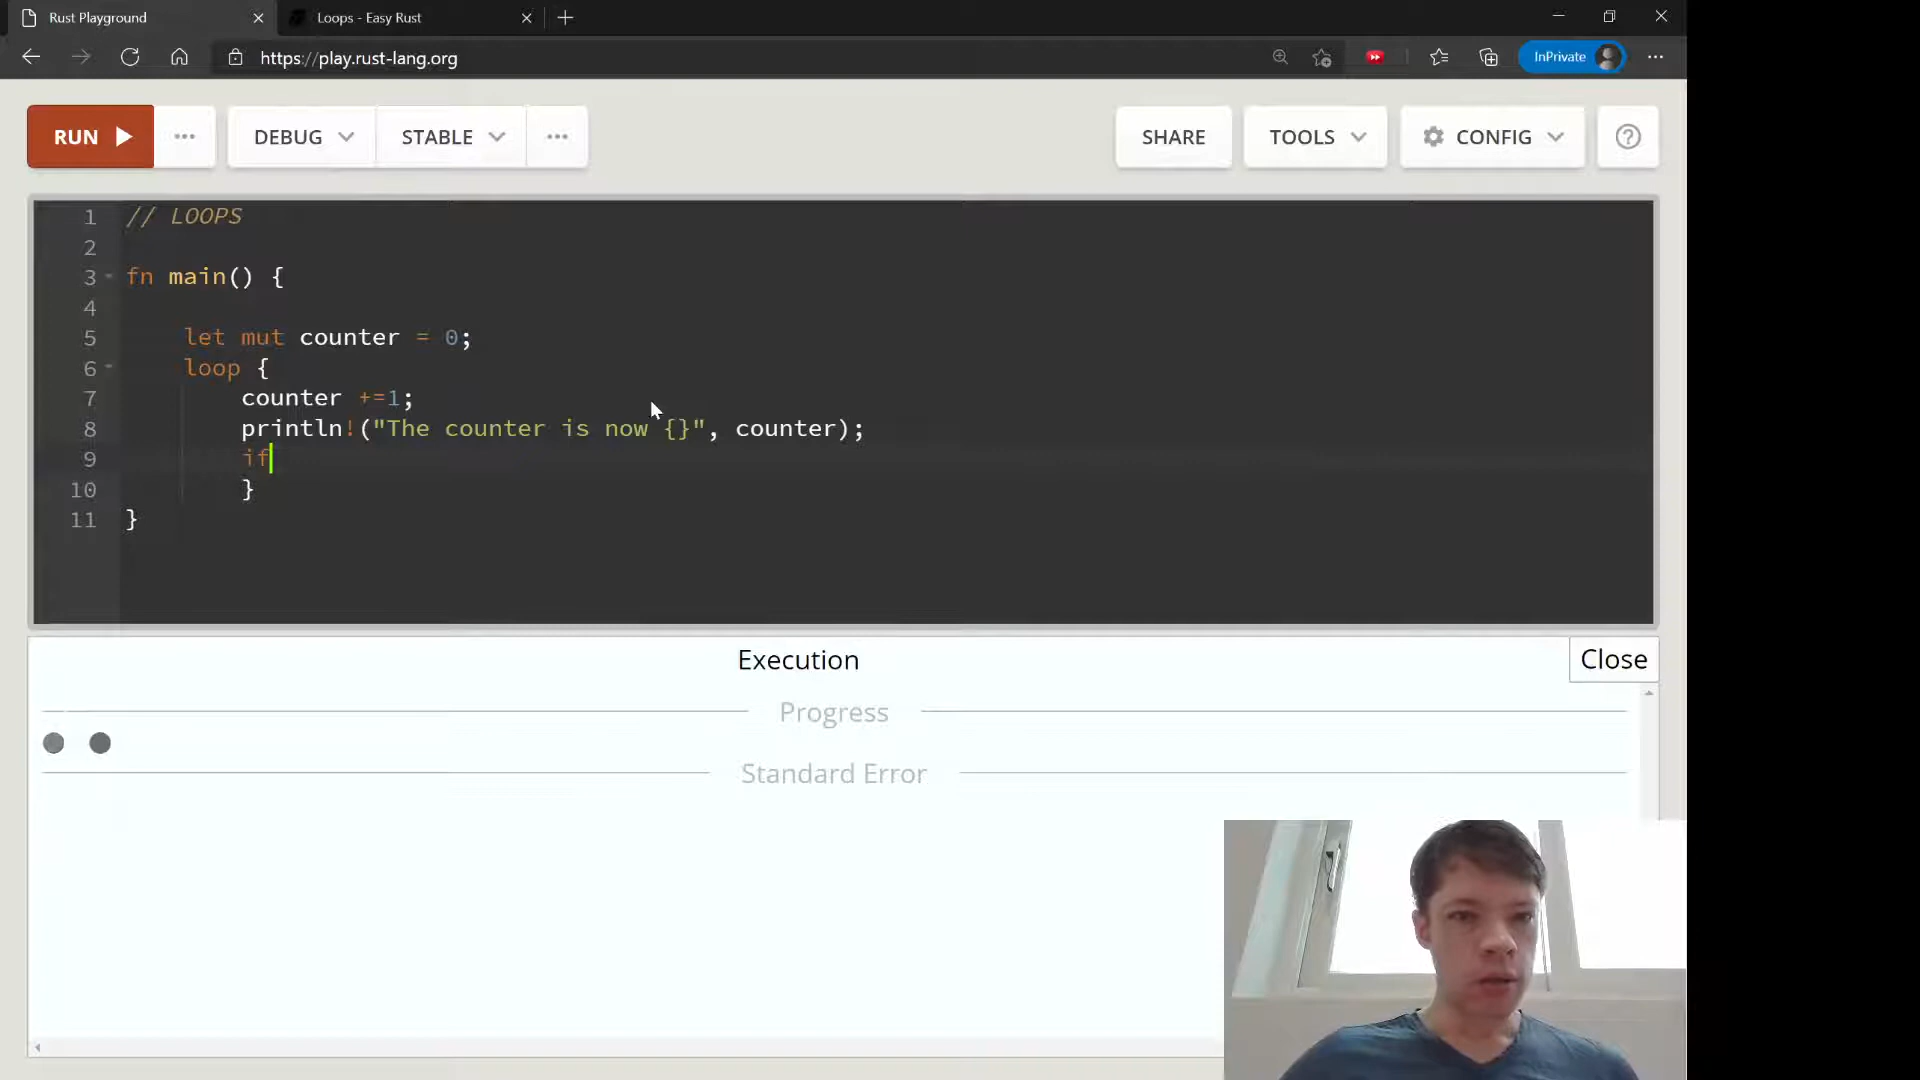 Rust Playground
Loops - Easy Rust
https://play.rust-lang.org
InPrivate
RUN
DEBUG
STABLE
SHARE
TOOLS
CONFIG
1 // LOOPS
2
3 fn main() {
4
5 let mut counter = 0;
6 loop {
7 counter +=1;
8 println!("The counter is now {}", counter);
9 if
10 }
11 }
Execution
Close
Progress
Standard Error